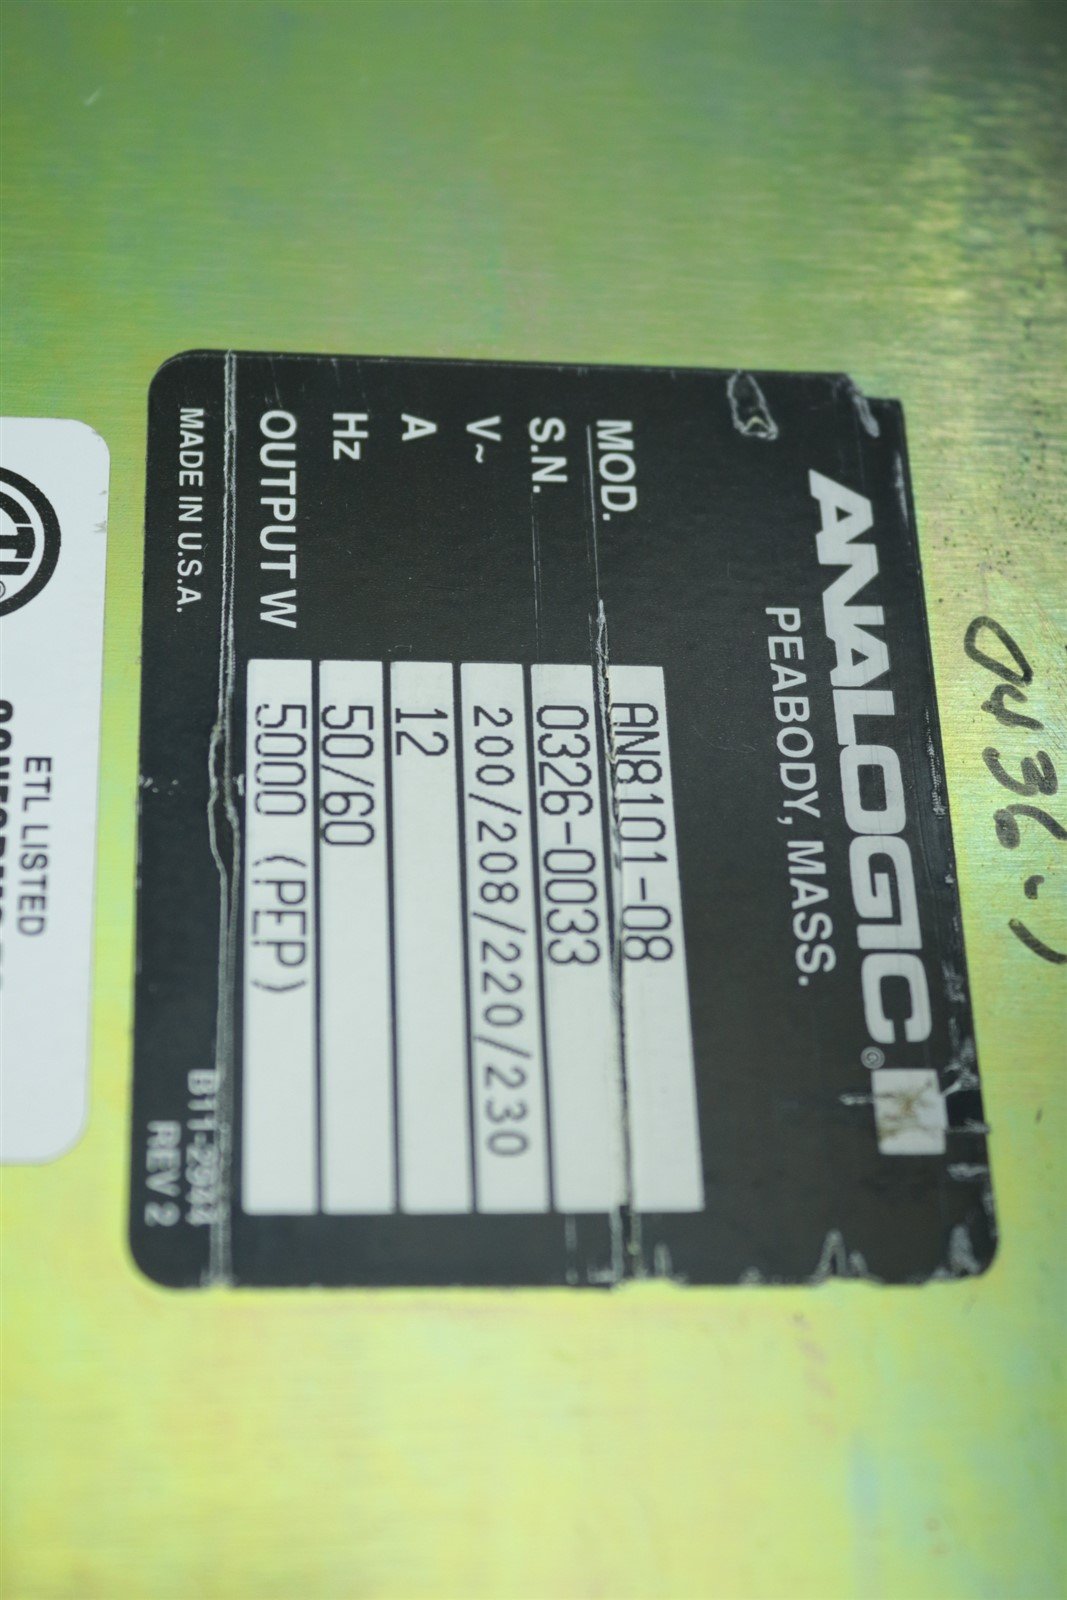 ANALOGIC®
PEABODY, MASS.
MOD. AN8101-08
S.N. 0326-0033
V~ 200/208/220/230
A 12
Hz 50/60
OUTPUT W 5000 (PEP)
MADE IN U.S.A.
REV 2
ETL LISTED